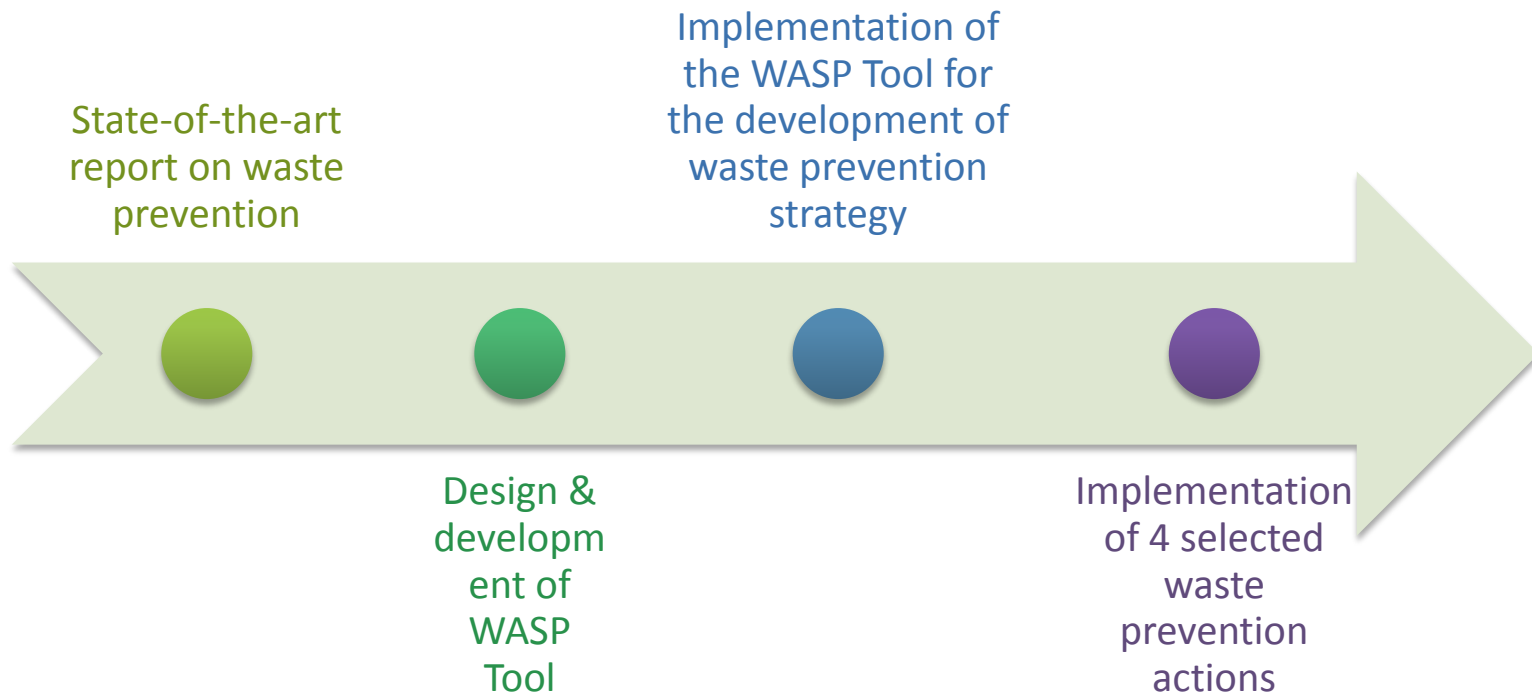 State-of-the-art
report on waste
prevention
Design &
developm
ent of
WASP
Tool
Implementation of
the WASP Tool for
the development of
waste prevention
strategy
Implementation
of 4 selected
waste
prevention
actions